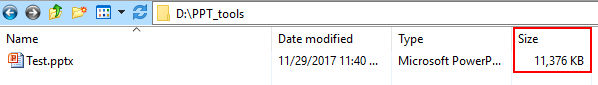 D:\PPT_tools
Name Date modified Type Size
Test.pptx 11/29/2017 11:40 ... Microsoft PowerP... 11,376 KB